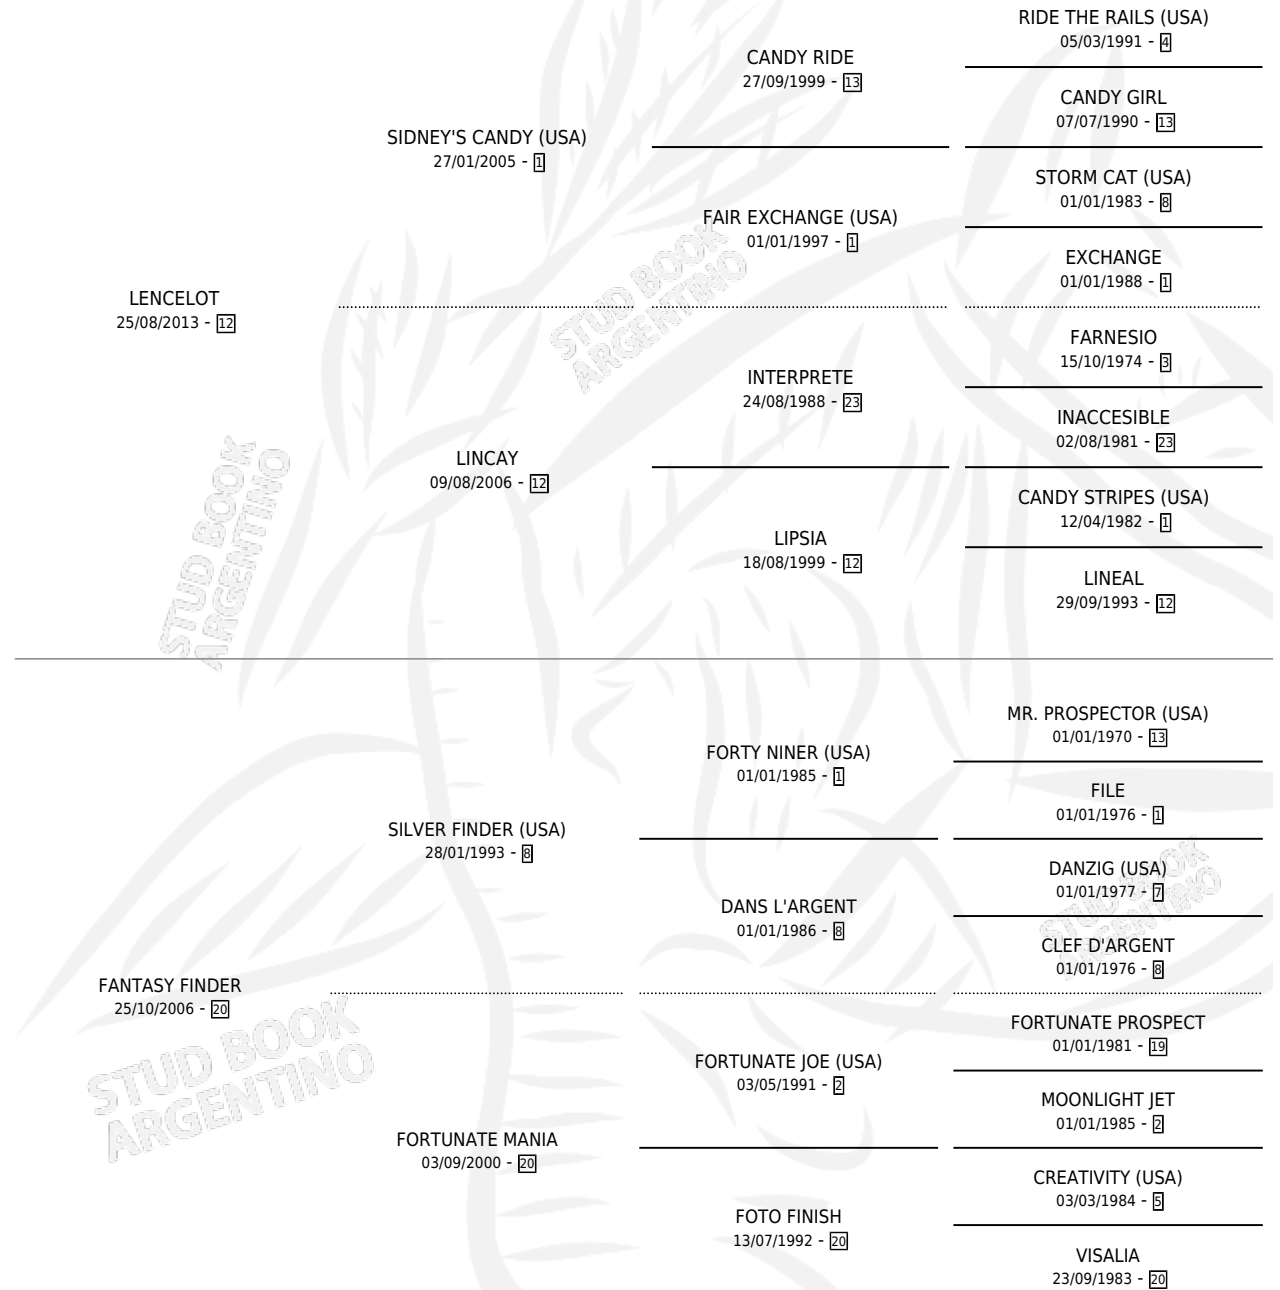 RIDE THE RAILS (USA)
05/03/1991 - 4
CANDY RIDE
27/09/1999 - 13
CANDY GIRL
07/07/1990 - 13
SIDNEY'S CANDY (USA)
27/01/2005 - 1
STORM CAT (USA)
01/01/1983 - 8
FAIR EXCHANGE (USA)
01/01/1997 - 1
EXCHANGE
01/01/1988 - 1
LENCELOT
25/08/2013 - 12
FARNESIO
15/10/1974 - 3
INTERPRETE
24/08/1988 - 23
INACCESIBLE
02/08/1981 - 23
LINCAY
09/08/2006 - 12
CANDY STRIPES (USA)
12/04/1982 - 1
LIPSIA
18/08/1999 - 12
LINEAL
29/09/1993 - 12
STUD BOOK
ARGENTINO
STUD BOOK
ARGENTINO
MR. PROSPECTOR (USA)
01/01/1970 - 13
FORTY NINER (USA)
01/01/1985 - 1
FILE
01/01/1976 - 1
SILVER FINDER (USA)
28/01/1993 - 8
DANZIG (USA)
01/01/1977 - 7
DANS L'ARGENT
01/01/1986 - 8
CLEF D'ARGENT
01/01/1976 - 8
STUD BOOK
ARGENTINO
FANTASY FINDER
25/10/2006 - 20
FORTUNATE PROSPECT
01/01/1981 - 19
FORTUNATE JOE (USA)
03/05/1991 - 2
MOONLIGHT JET
01/01/1985 - 2
FORTUNATE MANIA
03/09/2000 - 20
CREATIVITY (USA)
03/03/1984 - 5
FOTO FINISH
13/07/1992 - 20
VISALIA
23/09/1983 - 20
STUD BOOK
ARGENTINO